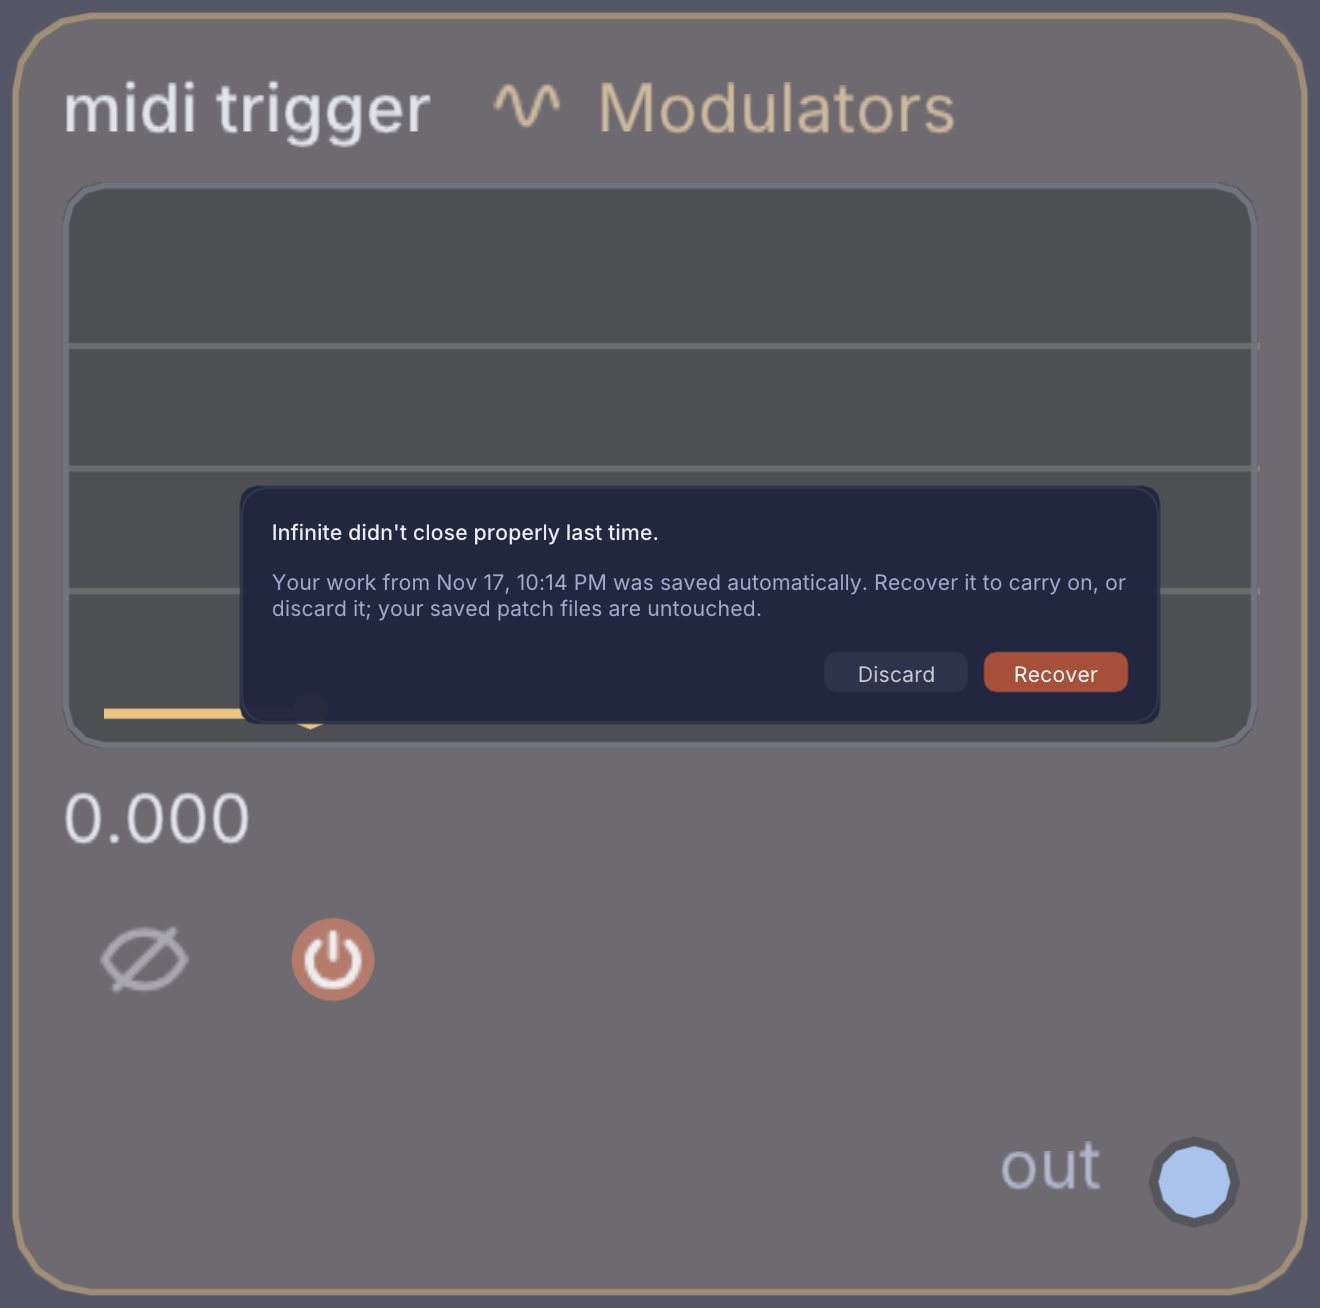 midi trigger Modulators
Infinite didn't close properly last time.
Your work from Nov 17, 10:14 PM was saved automatically. Recover it to carry on, or
discard it; your saved patch files are untouched.
Discard Recover
0.000
out